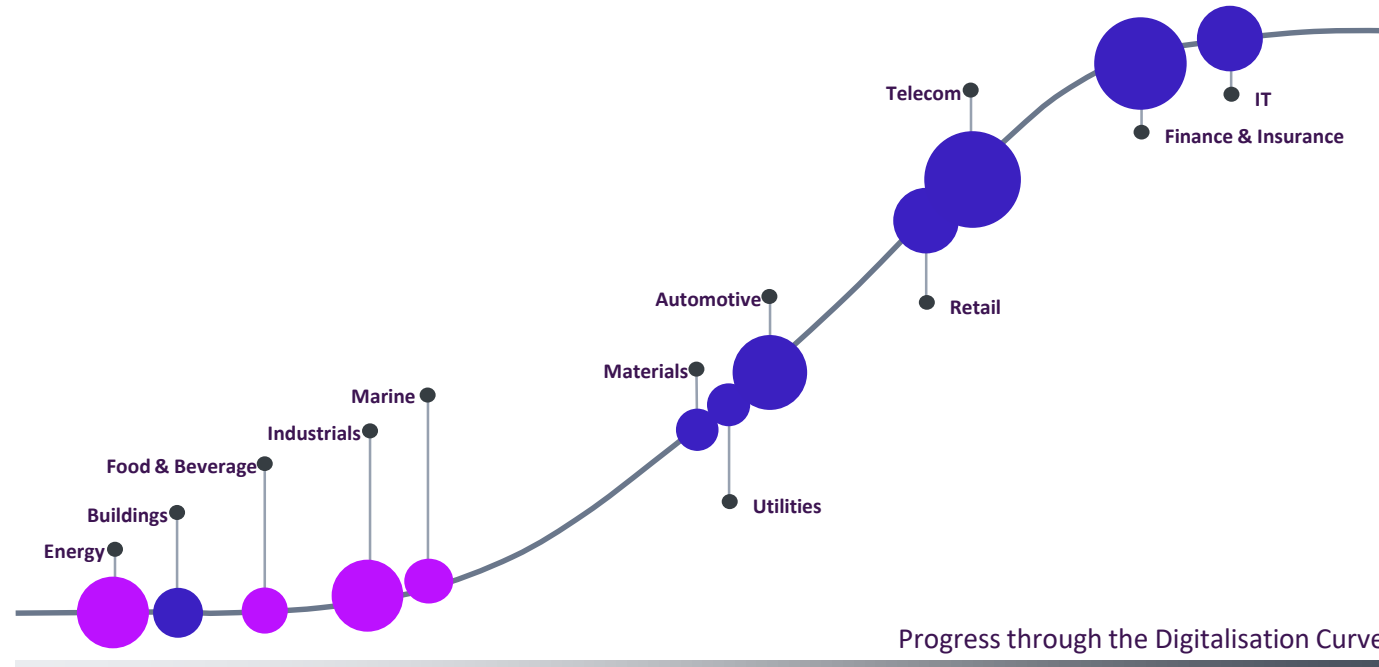 Telecom
IT
Finance & Insurance
Automotive
Retail
Materials
Marine
Industrials
Food & Beverage
Utilities
Buildings
Energy
Progress through the Digitalisation Curve